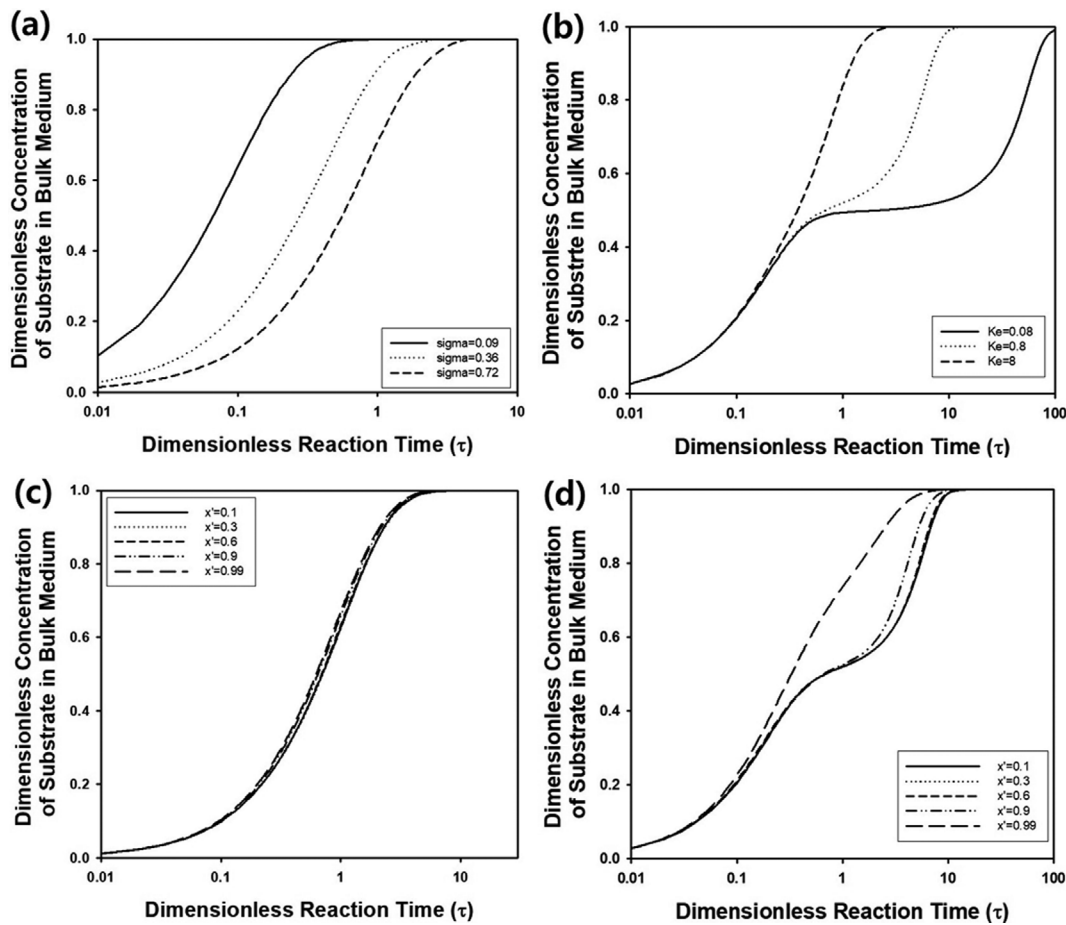 (a)
Dimensionless Concentration
of Substrate in Bulk Medium
1.0
0.8
0.6
0.4
0.2
0.0
sigma=0.09
sigma=0.36
sigma=0.72
0.01 0.1 1 10
Dimensionless Reaction Time (τ)
(b)
Dimensionless Concentration
of Substrte in Bulk Medium
1.0
0.8
0.6
0.4
0.2
0.0
Ke=0.08
Ke=0.8
Ke=8
0.01 0.1 1 10 100
Dimensionless Reaction Time (τ)
(c)
Dimensionless Concentration
of Substrate in Bulk Medium
1.0
0.8
0.6
0.4
0.2
0.0
x'=0.1
x'=0.3
x'=0.6
x'=0.9
x'=0.99
0.01 0.1 1 10
Dimensionless Reaction Time (τ)
(d)
Dimensionless Concentration
of Substrate in Bulk Medium
1.0
0.8
0.6
0.4
0.2
0.0
x'=0.1
x'=0.3
x'=0.6
x'=0.9
x'=0.99
0.01 0.1 1 10 100
Dimensionless Reaction Time (τ)